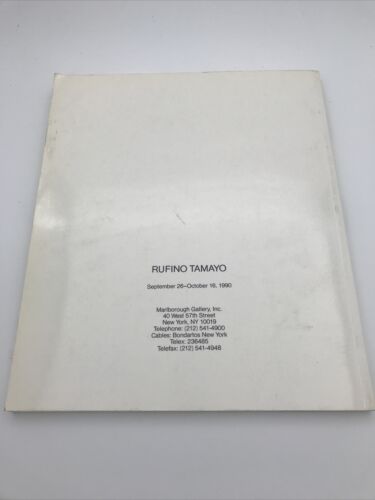 RUFINO TAMAYO
September 26–October 16, 1990
Marlborough Gallery, Inc.
40 West 57th Street
New York, NY 10019
Telephone: (212) 541-4900
Cables: Bondartos New York
Telex: 236485
Telefax: (212) 541-4948